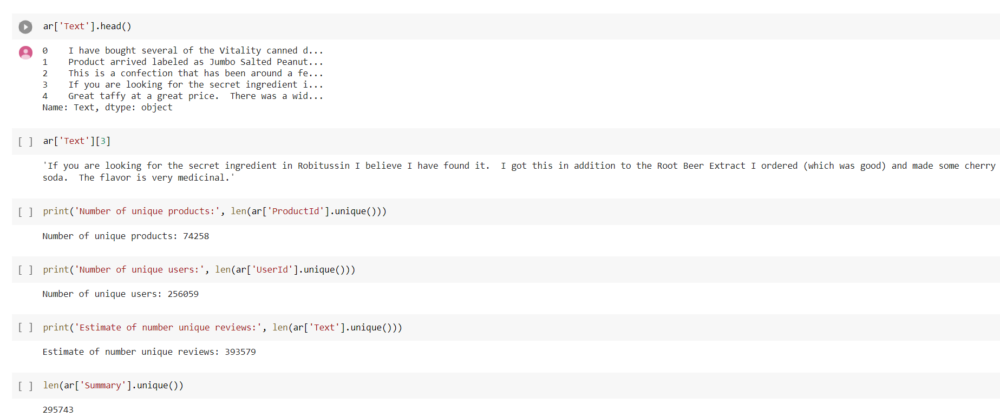 ar['Text'].head()
0    I have bought several of the Vitality canned d...
1    Product arrived labeled as Jumbo Salted Peanut...
2    This is a confection that has been around a fe...
3    If you are looking for the secret ingredient i...
4    Great taffy at a great price.  There was a wid...
Name: Text, dtype: object
[ ] ar['Text'][3]
'If you are looking for the secret ingredient in Robitussin I believe I have found it.  I got this in addition to the Root Beer Extract I ordered (which was good) and made some cherry
soda.  The flavor is very medicinal.'
[ ] print('Number of unique products:', len(ar['ProductId'].unique()))
Number of unique products: 74258
[ ] print('Number of unique users:', len(ar['UserId'].unique()))
Number of unique users: 256059
[ ] print('Estimate of number unique reviews:', len(ar['Text'].unique()))
Estimate of number unique reviews: 393579
[ ] len(ar['Summary'].unique())
295743